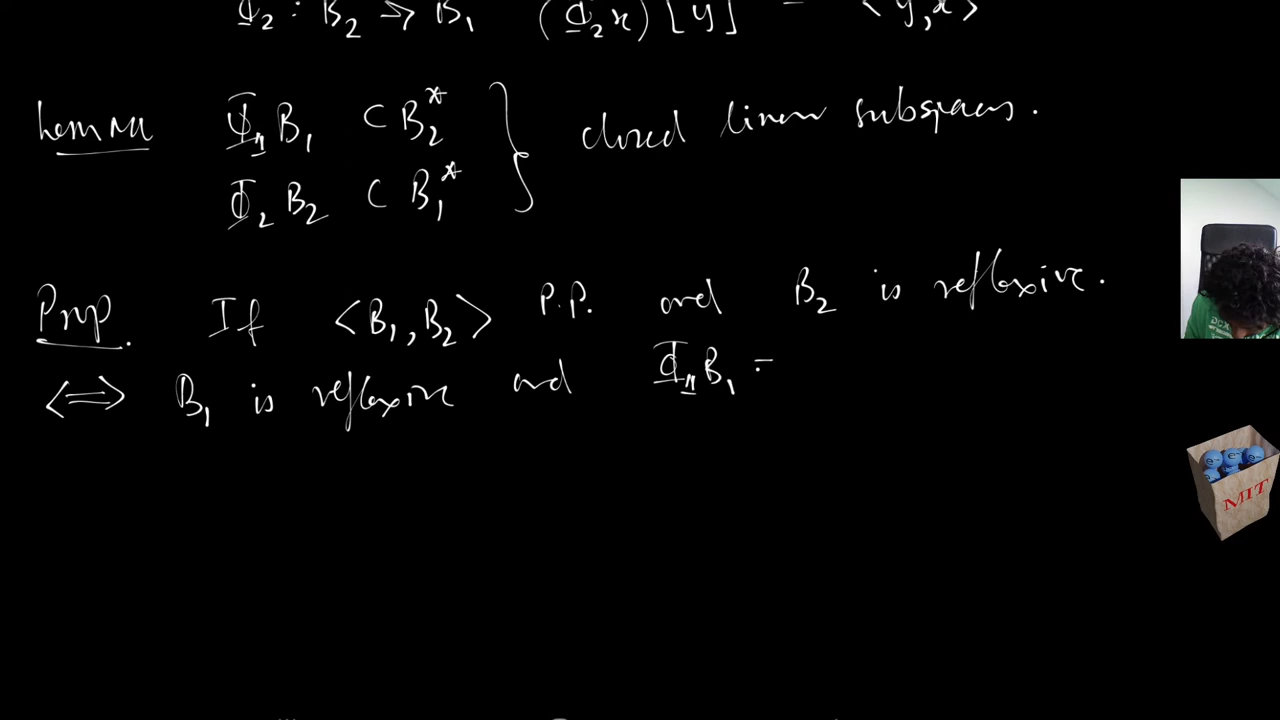 Φ₂ : B₂ → B₁ (Φ₂x)[y] = <y,x>
Lemma Φ₁B₁ ⊂ B₂*
Φ₂B₂ ⊂ B₁* } closed linear subspaces.
Prop. If <B₁,B₂> P.P. and B₂ is reflexive.
⟺ B₁ is reflexive and Φ₁B₁ =
MIT